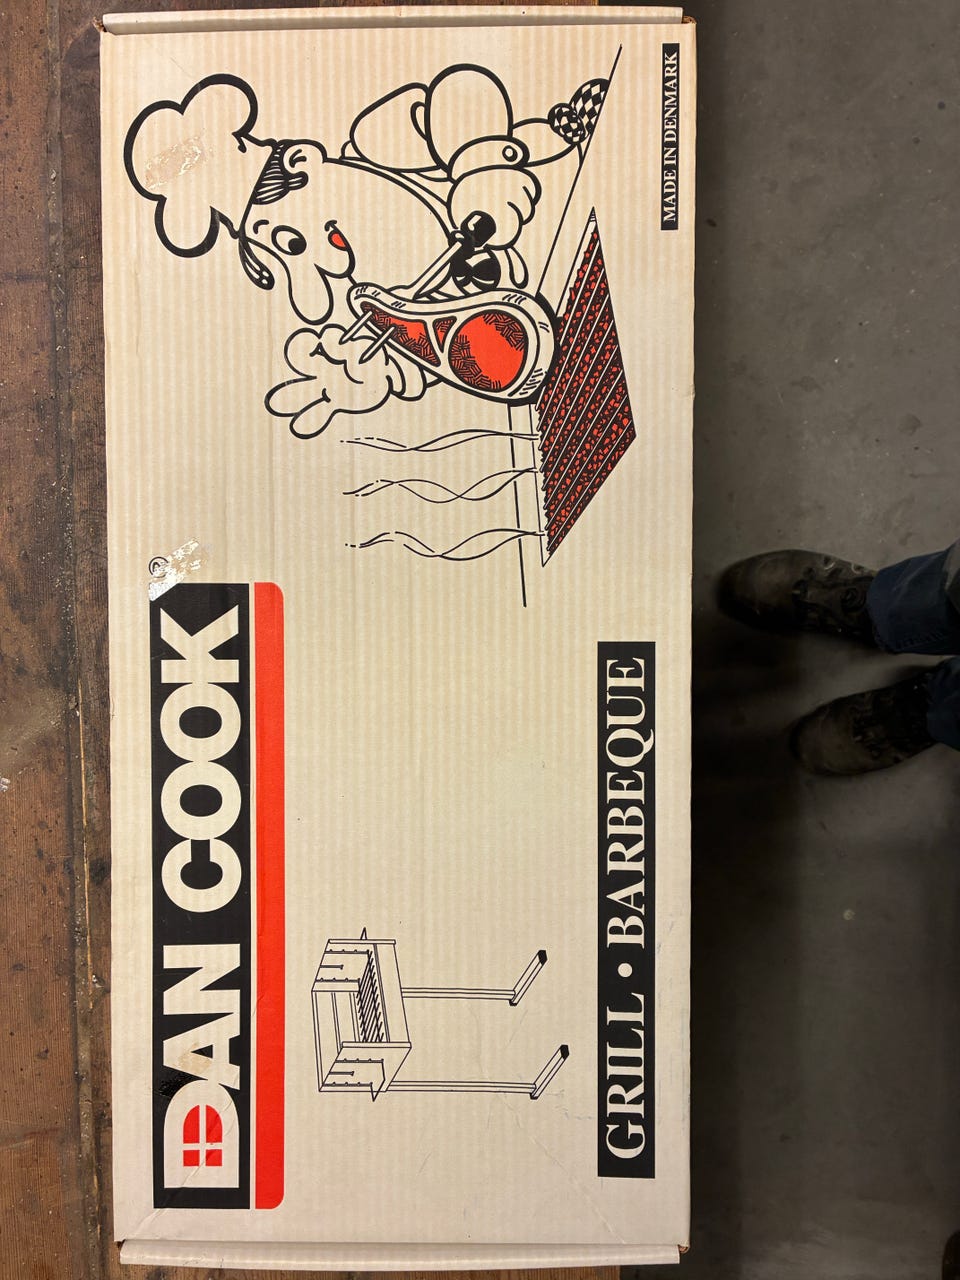 DAN COOK
MADE IN DENMARK
GRILL • BARBEQUE